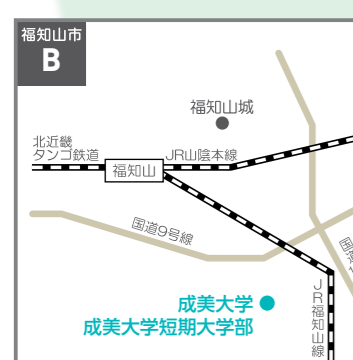 福知山市
B
福知山城
北近畿
タンゴ鉄道
JR山陰本線
福知山
国道9号線
JR福知山線
成美大学
成美大学短期大学部